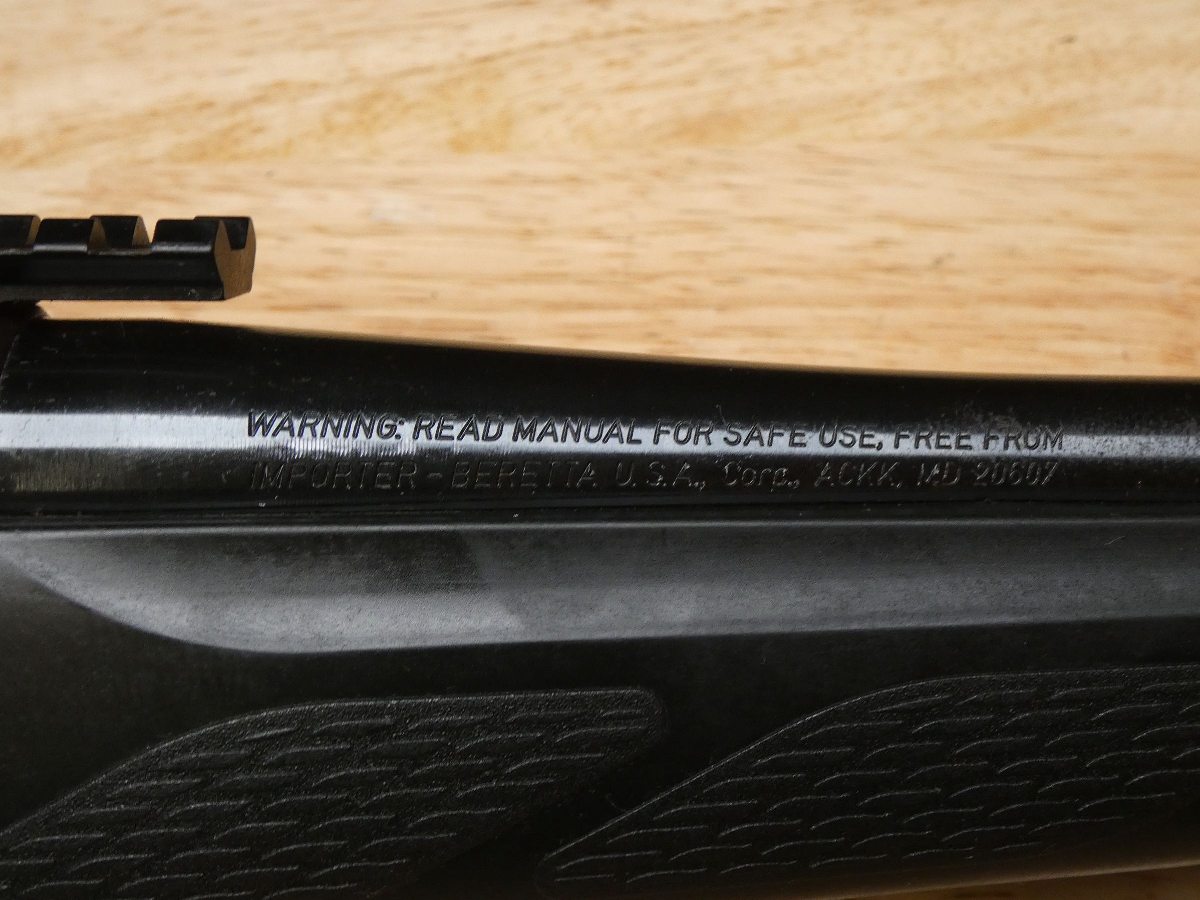 WARNING: READ MANUAL FOR SAFE USE, FREE FROM
IMPORTER - BERETTA U.S.A., Corp., ACKK, MD 20607